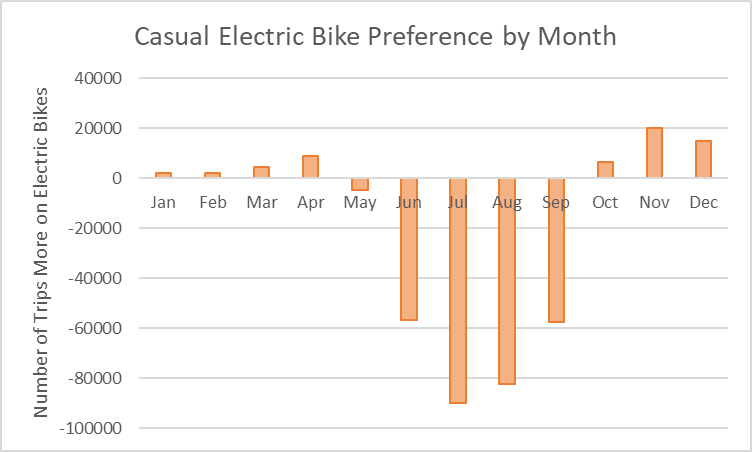 Casual Electric Bike Preference by Month
Number of Trips More on Electric Bikes
40000
20000
0
Jan Feb Mar Apr May Jun Jul Aug Sep Oct Nov Dec
-20000
-40000
-60000
-80000
-100000